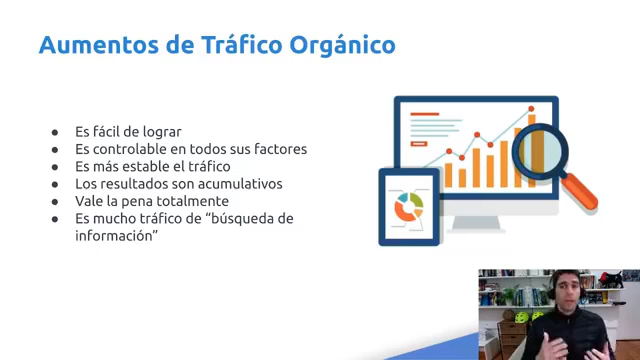 Aumentos de Tráfico Orgánico
● Es fácil de lograr
● Es controlable en todos sus factores
● Es más estable el tráfico
● Los resultados son acumulativos
● Vale la pena totalmente
● Es mucho tráfico de “búsqueda de
información”